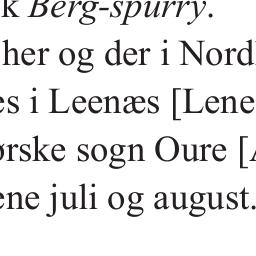 k Berg-spurry.
her og der i Nord
es i Leenæs [Lene
ørske sogn Oure [A
ene juli og august.